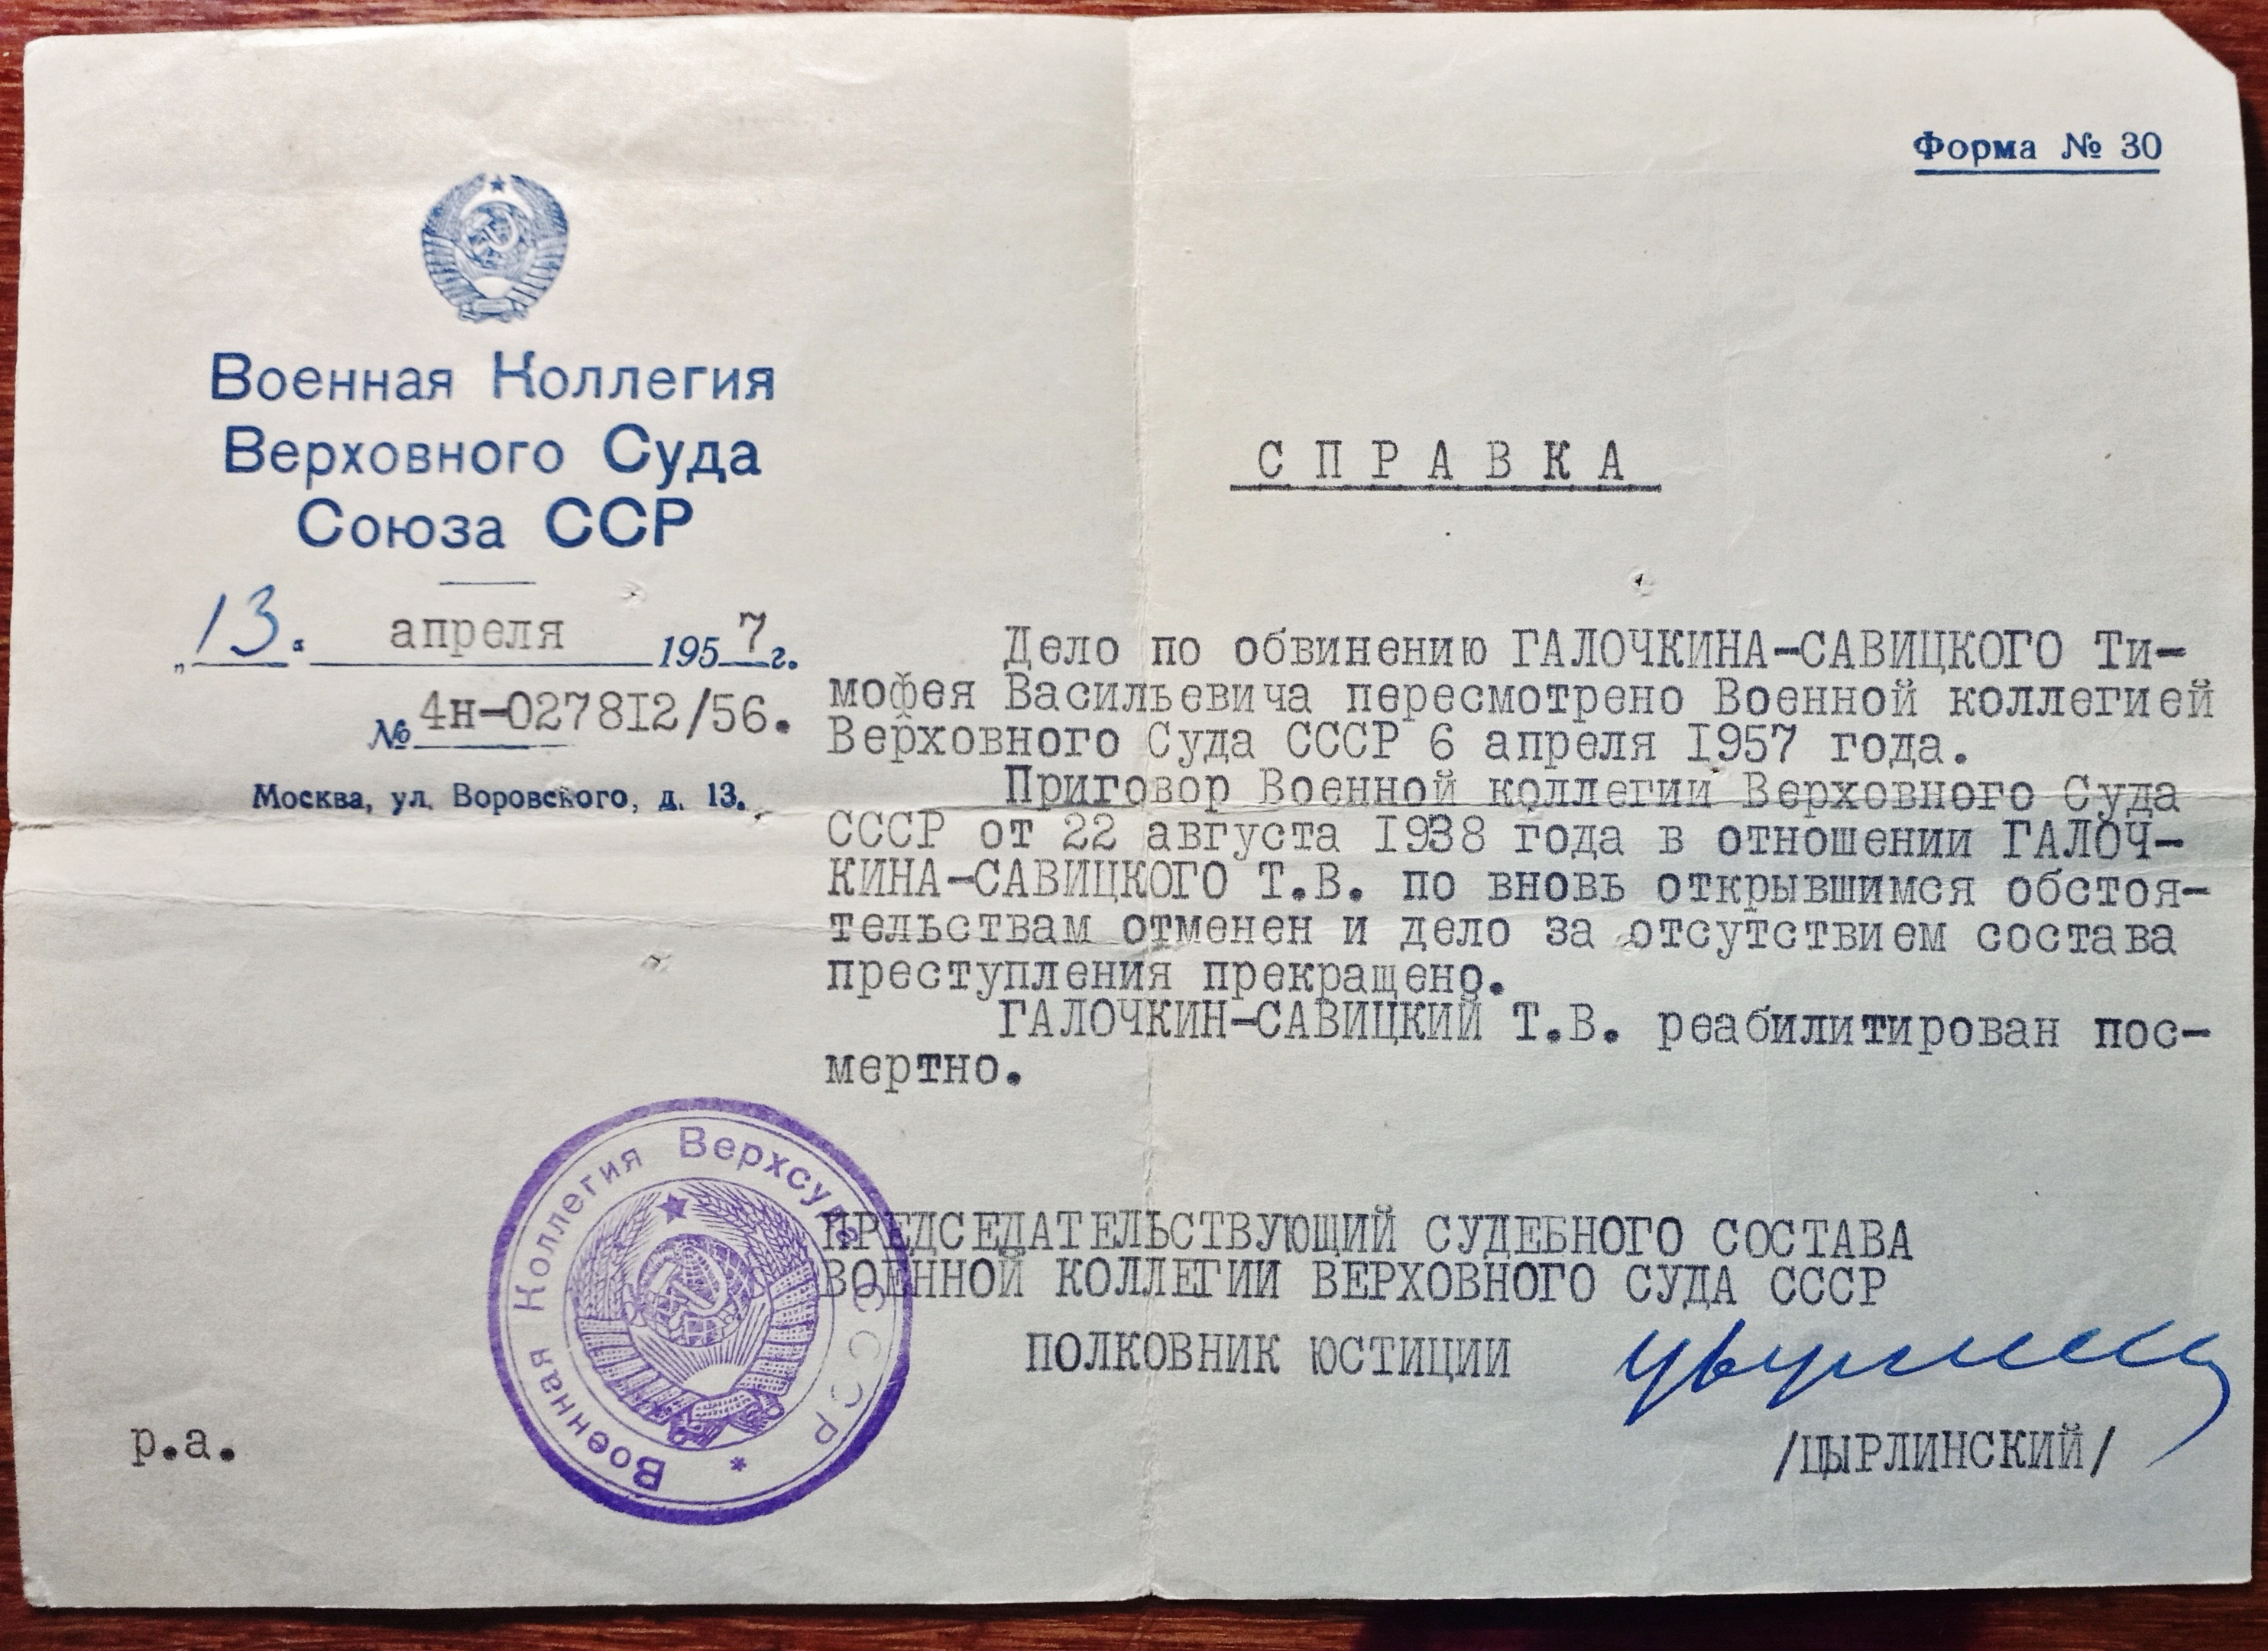 Форма № 30
Военная Коллегия
Верховного Суда
Союза ССР
„13“ апреля 1957 г.
№ 4н-027812/56.
Москва, ул. Воровского, д. 13.
СПРАВКА
Дело по обвинению ГАЛОЧКИНА-САВИЦКОГО Ти-
мофея Васильевича пересмотрено Военной коллегией
Верховного Суда СССР 6 апреля 1957 года.
Приговор Военной коллегии Верховного Суда
СССР от 22 августа 1938 года в отношении ГАЛОЧ-
КИНА-САВИЦКОГО Т.В. по вновь открывшимся обстоя-
тельствам отменен и дело за отсутствием состава
преступления прекращено.
ГАЛОЧКИН-САВИЦКИЙ Т.В. реабилитирован пос-
мертно.
ПРЕДСЕДАТЕЛЬСТВУЮЩИЙ СУДЕБНОГО СОСТАВА
ВОЕННОЙ КОЛЛЕГИИ ВЕРХОВНОГО СУДА СССР
ПОЛКОВНИК ЮСТИЦИИ
/ЦЫРЛИНСКИЙ/
р.а.
Военная Коллегия Верхсуда СССР *